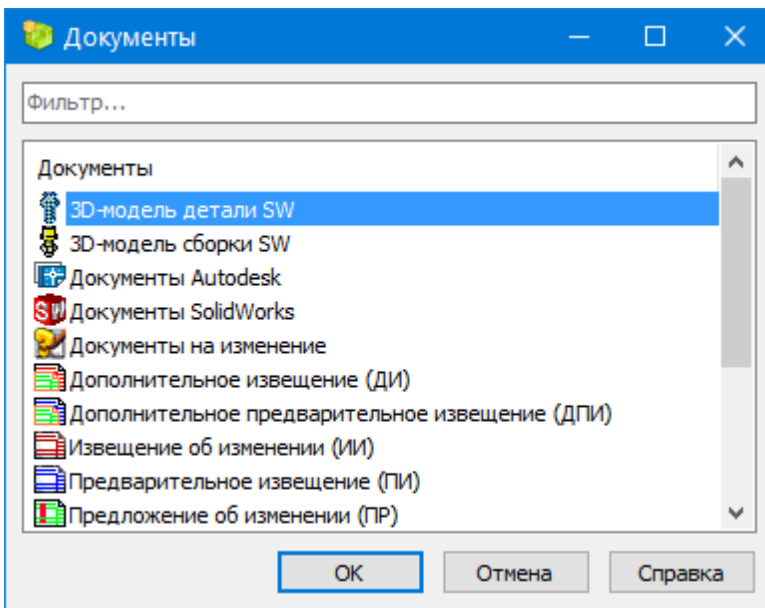 Документы
Фильтр...
Документы
3D-модель детали SW
3D-модель сборки SW
Документы Autodesk
Документы SolidWorks
Документы на изменение
Дополнительное извещение (ДИ)
Дополнительное предварительное извещение (ДПИ)
Извещение об изменении (ИИ)
Предварительное извещение (ПИ)
Предложение об изменении (ПР)
ОК Отмена Справка